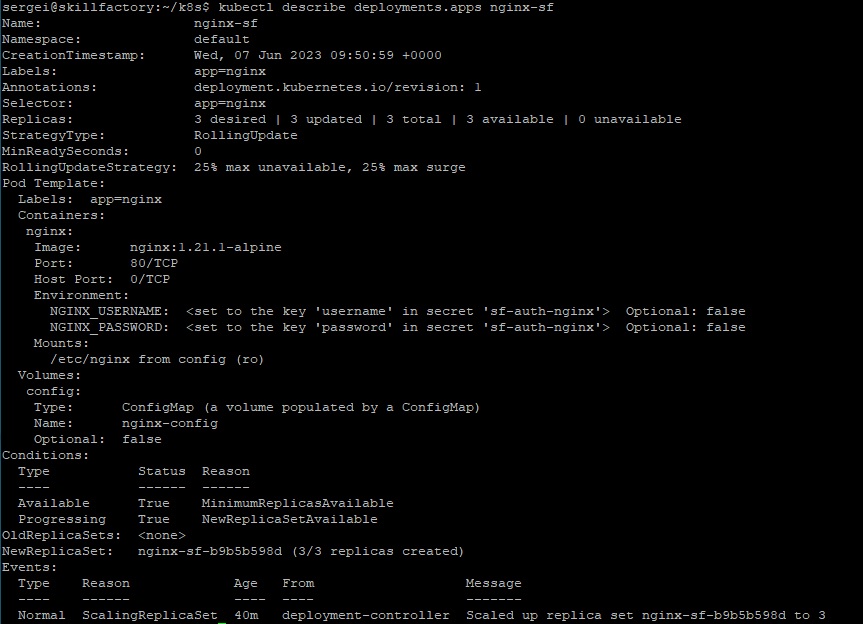 sergei@skillfactory:~/k8s$ kubectl describe deployments.apps nginx-sf
Name:                   nginx-sf
Namespace:              default
CreationTimestamp:      Wed, 07 Jun 2023 09:50:59 +0000
Labels:                 app=nginx
Annotations:            deployment.kubernetes.io/revision: 1
Selector:               app=nginx
Replicas:               3 desired | 3 updated | 3 total | 3 available | 0 unavailable
StrategyType:           RollingUpdate
MinReadySeconds:        0
RollingUpdateStrategy:  25% max unavailable, 25% max surge
Pod Template:
  Labels:  app=nginx
  Containers:
   nginx:
    Image:      nginx:1.21.1-alpine
    Port:       80/TCP
    Host Port:  0/TCP
    Environment:
      NGINX_USERNAME:  <set to the key 'username' in secret 'sf-auth-nginx'>  Optional: false
      NGINX_PASSWORD:  <set to the key 'password' in secret 'sf-auth-nginx'>  Optional: false
    Mounts:
      /etc/nginx from config (ro)
  Volumes:
   config:
    Type:      ConfigMap (a volume populated by a ConfigMap)
    Name:      nginx-config
    Optional:  false
Conditions:
  Type           Status  Reason
  ----           ------  ------
  Available      True    MinimumReplicasAvailable
  Progressing    True    NewReplicaSetAvailable
OldReplicaSets:  <none>
NewReplicaSet:   nginx-sf-b9b5b598d (3/3 replicas created)
Events:
  Type    Reason             Age   From                   Message
  ----    ------             ----  ----                   -------
  Normal  ScalingReplicaSet  40m   deployment-controller  Scaled up replica set nginx-sf-b9b5b598d to 3